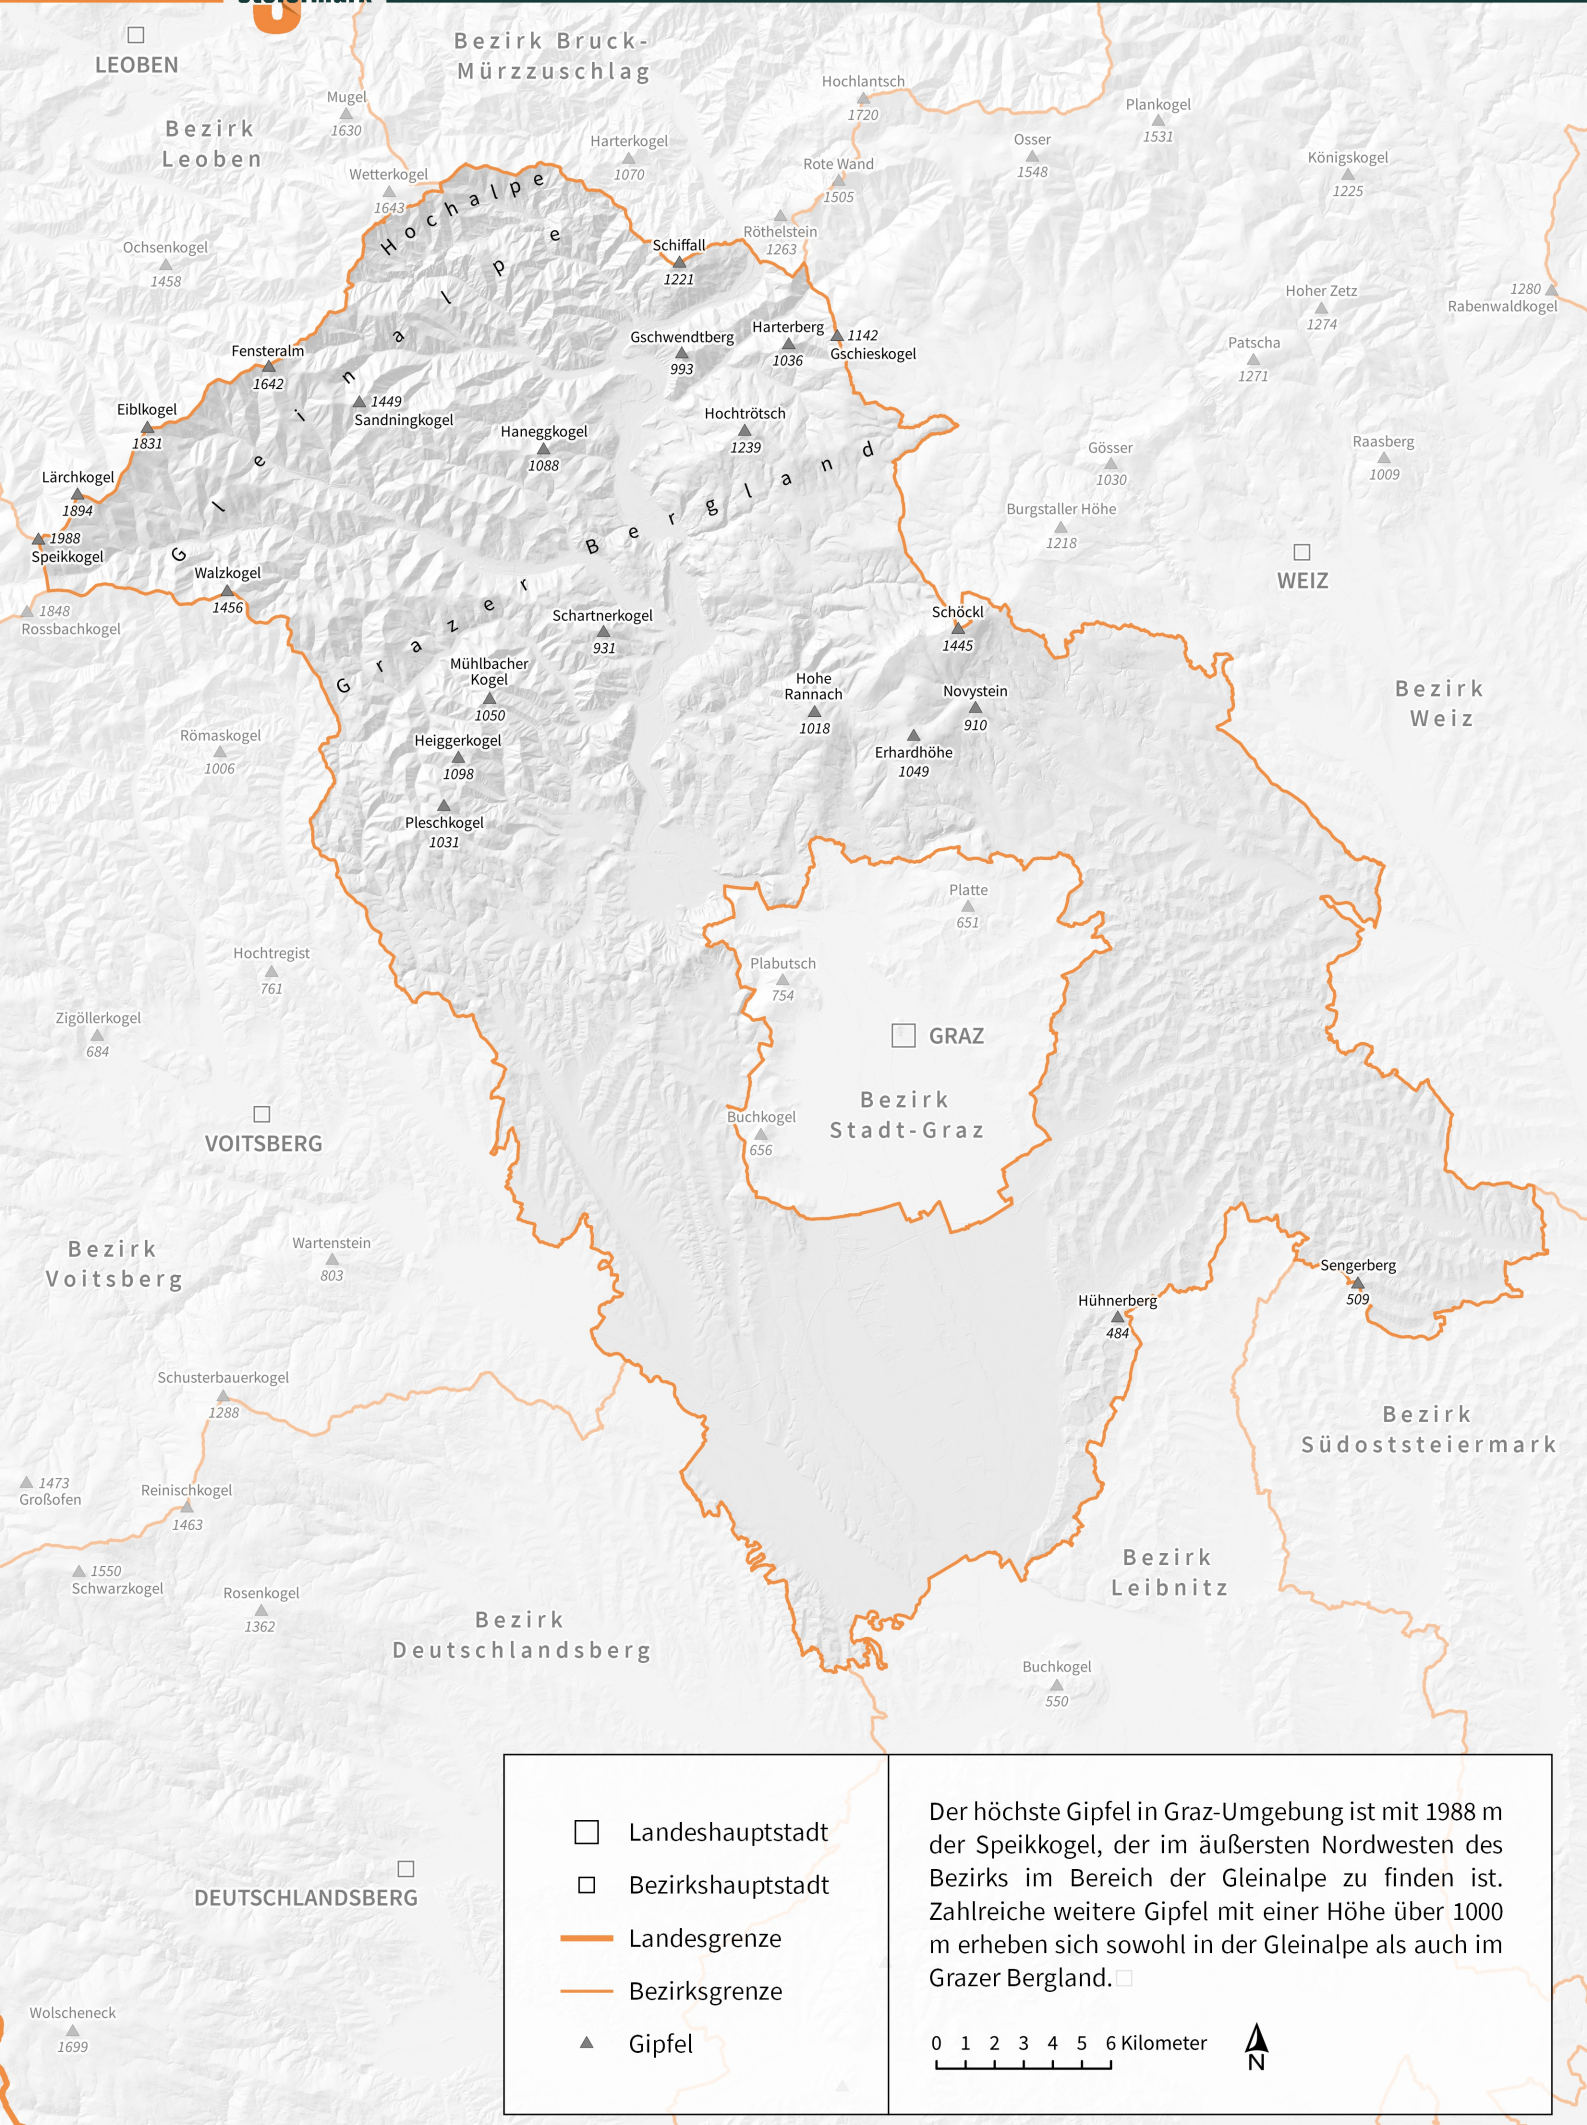 steiermark
LEOBEN
Bezirk Bruck-
Mürzzuschlag
Hochlantsch
1720
Mugel
1630
Plankogel
1531
Bezirk
Leoben
Harterkogel
1070
Osser
1548
Rote Wand
1505
Königskogel
1225
Wetterkogel
1643
Hochalpe
Röthelstein
1263
Ochsenkogel
1458
Schiffall
1221
Hoher Zetz
1274
1280
Rabenwaldkogel
Gschwendtberg
993
Harterberg
1036
1142
Gschieskogel
Patscha
1271
Fensteralm
1642
Gleinalpe
1449
Sandningkogel
Eiblkogel
1831
Hochtrötsch
1239
Haneggkogel
1088
Raasberg
1009
Gösser
1030
Lärchkogel
1894
Burgstaller Höhe
1218
1988
Speikkogel
Grazer Bergland
WEIZ
Walzkogel
1456
1848
Rossbachkogel
Schartnerkogel
931
Schöckl
1445
Mühlbacher
Kogel
1050
Hohe
Rannach
1018
Novystein
910
Bezirk
Weiz
Römaskogel
1006
Heiggerkogel
1098
Erhardhöhe
1049
Pleschkogel
1031
Platte
651
Hochtregist
761
Plabutsch
754
Zigöllerkogel
684
GRAZ
Bezirk
Stadt-Graz
Buchkogel
656
VOITSBERG
Bezirk
Voitsberg
Wartenstein
803
Sengerberg
509
Hühnerberg
484
Schusterbauerkogel
1288
Bezirk
Südoststeiermark
1473
Großofen
Reinischkogel
1463
1550
Schwarzkogel
Rosenkogel
1362
Bezirk
Leibnitz
Bezirk
Deutschlandsberg
Buchkogel
550
DEUTSCHLANDSBERG
Wolscheneck
1699
Landeshauptstadt
Bezirkshauptstadt
Landesgrenze
Bezirksgrenze
Gipfel
Der höchste Gipfel in Graz-Umgebung ist mit 1988 m
der Speikkogel, der im äußersten Nordwesten des
Bezirks im Bereich der Gleinalpe zu finden ist.
Zahlreiche weitere Gipfel mit einer Höhe über 1000
m erheben sich sowohl in der Gleinalpe als auch im
Grazer Bergland.
0 1 2 3 4 5 6 Kilometer
N